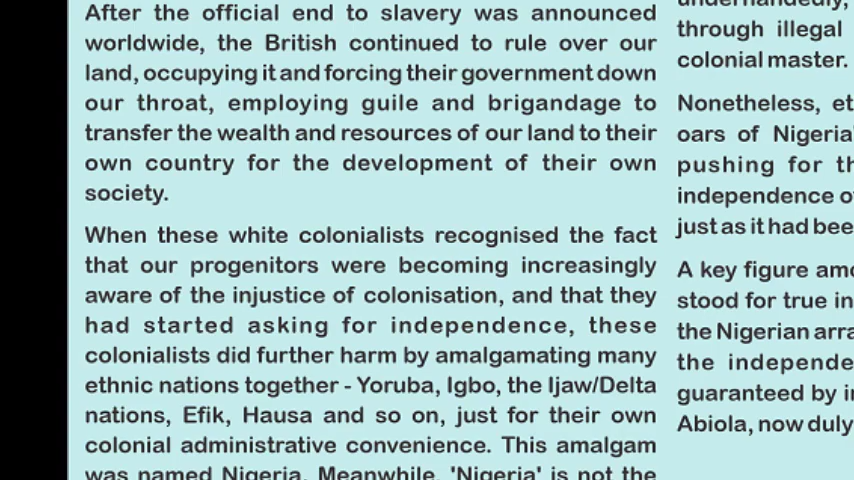 After the official end to slavery was announced
worldwide, the British continued to rule over our
land, occupying it and forcing their government down
our throat, employing guile and brigandage to
transfer the wealth and resources of our land to their
own country for the development of their own
society.
When these white colonialists recognised the fact
that our progenitors were becoming increasingly
aware of the injustice of colonisation, and that they
had started asking for independence, these
colonialists did further harm by amalgamating many
ethnic nations together - Yoruba, Igbo, the Ijaw/Delta
nations, Efik, Hausa and so on, just for their own
colonial administrative convenience. This amalgam
was named Nigeria. Meanwhile, 'Nigeria' is not the
through illegal
colonial master.
Nonetheless,
oars of
pushing for
independence
just as it had
A key figure
stood for true
the Nigerian
the
guaranteed by
Abiola, now duly